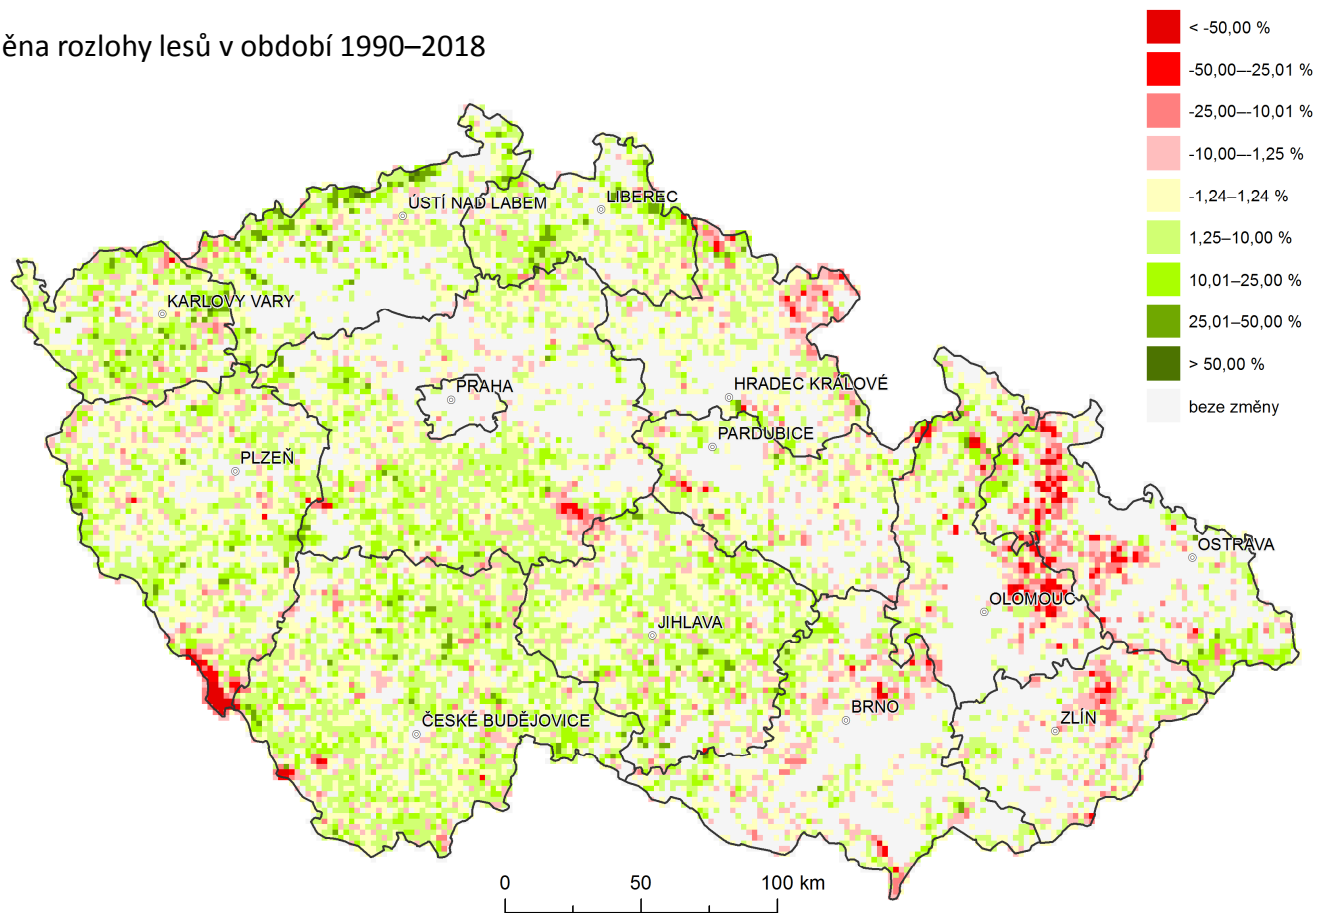 ěna rozlohy lesů v období 1990–2018
< -50,00 %
-50,00–-25,01 %
-25,00–-10,01 %
-10,00–-1,25 %
-1,24–1,24 %
1,25–10,00 %
10,01–25,00 %
25,01–50,00 %
> 50,00 %
beze změny
ÚSTÍ NAD LABEM
LIBEREC
KARLOVY VARY
PRAHA
HRADEC KRÁLOVÉ
PARDUBICE
PLZEŇ
OSTRAVA
OLOMOUC
JIHLAVA
BRNO
ZLÍN
ČESKÉ BUDĚJOVICE
0 50 100 km